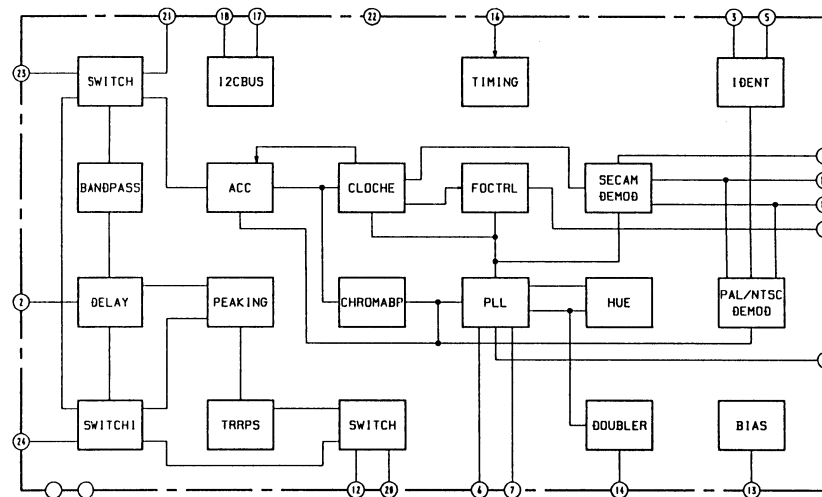 21
18
17
22
16
3
5
23
SWITCH
I2CBUS
TIMING
IDENT
BANDPASS
ACC
CLOCHE
FOCTRL
SECAM
DEMOD
2
DELAY
PEAKING
CHROMABP
PLL
HUE
PAL/NTSC
DEMOD
24
SWITCH1
TRRPS
SWITCH
DOUBLER
BIAS
12
20
6
7
14
13